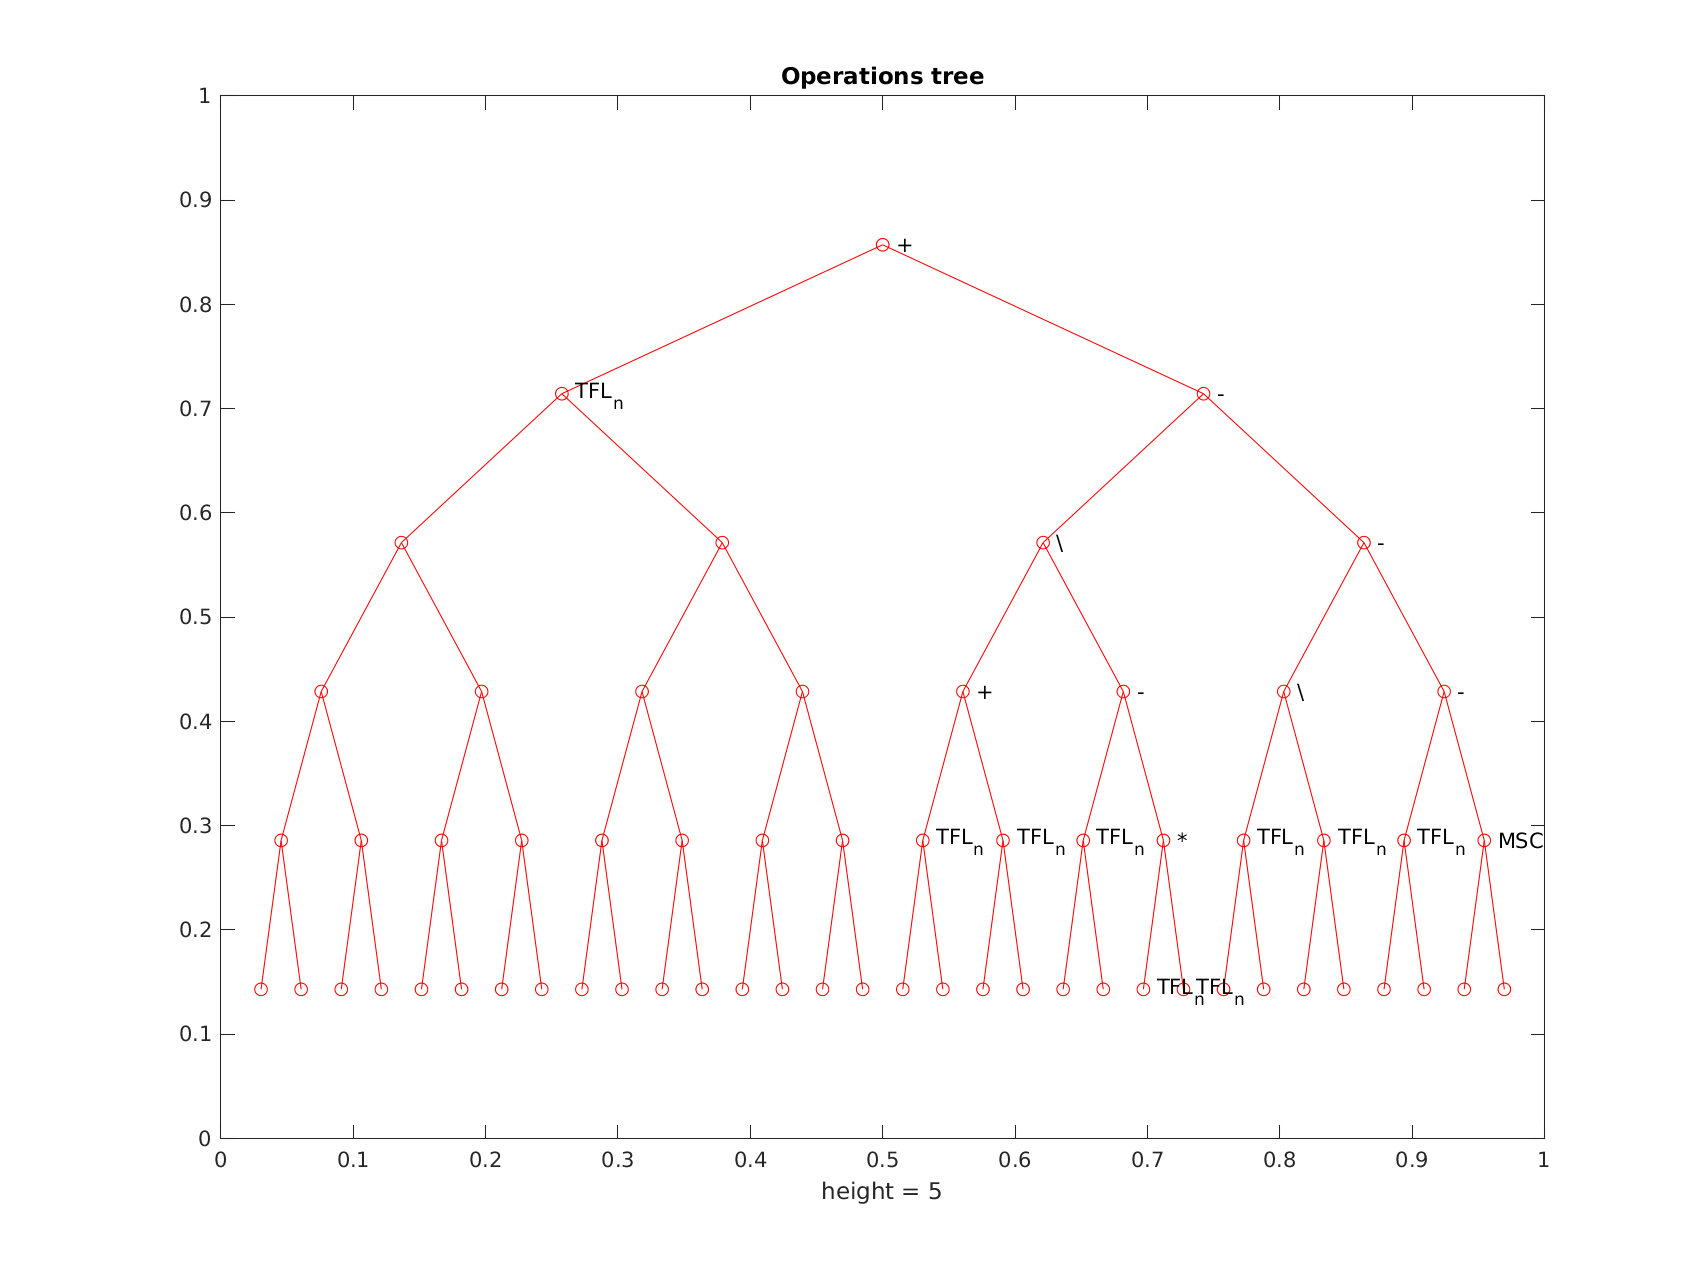 Operations tree
1
0.9
+
0.8
TFLn -
0.7
0.6
\ -
0.5
+ - \ -
0.4
0.3
TFLn TFLn TFLn * TFLn TFLn TFLn MSC
0.2
TFLn TFLn
0.1
0
0 0.1 0.2 0.3 0.4 0.5 0.6 0.7 0.8 0.9 1
height = 5